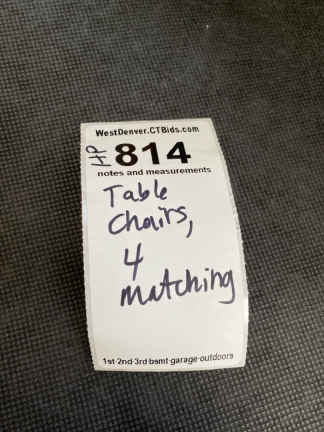 WestDenver.CTBids.com
HP 814
notes and measurements
Table
Chairs,
4
matching
1st-2nd-3rd-bsmt-garage-outdoors